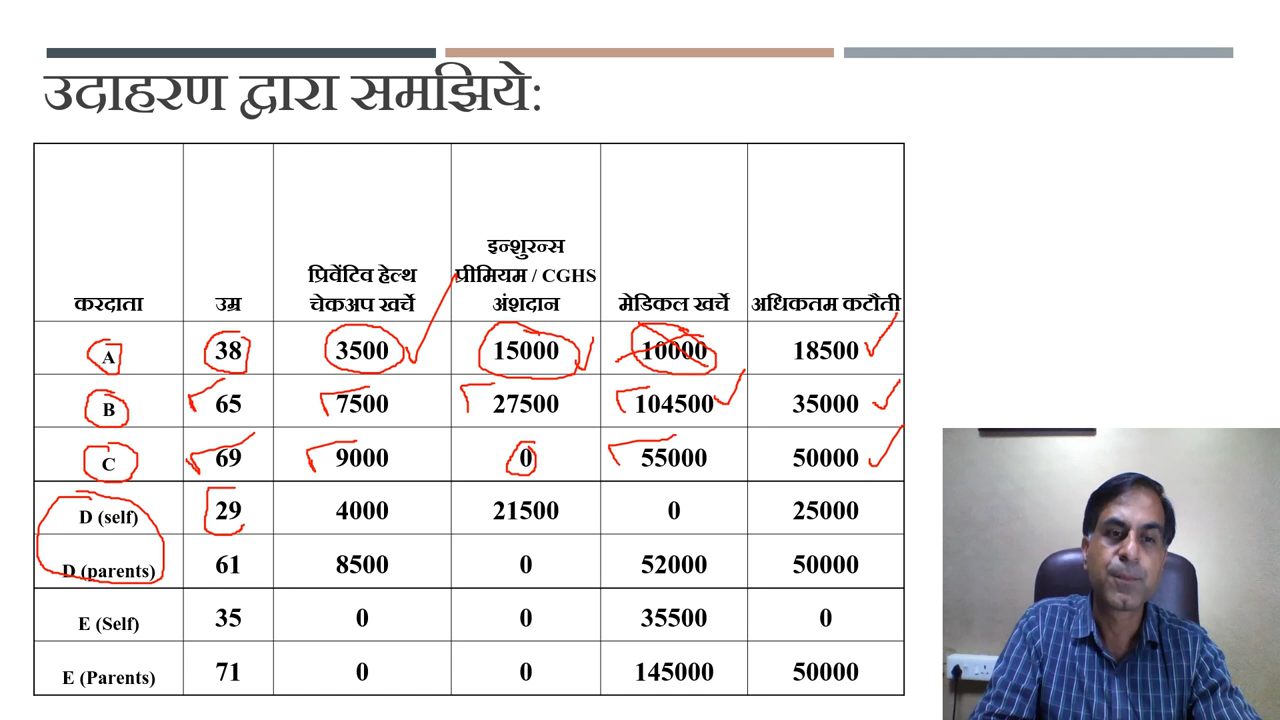 उदाहरण द्वारा समझिये:
करदाता उम्र प्रिवेंटिव हेल्थ चेकअप खर्चे इन्शुरन्स प्रीमियम / CGHS अंशदान मेडिकल खर्चे अधिकतम कटौती
A 38 3500 15000 10000 18500
B 65 7500 27500 104500 35000
C 69 9000 0 55000 50000
D (self) 29 4000 21500 0 25000
D (parents) 61 8500 0 52000 50000
E (Self) 35 0 0 35500 0
E (Parents) 71 0 0 145000 50000